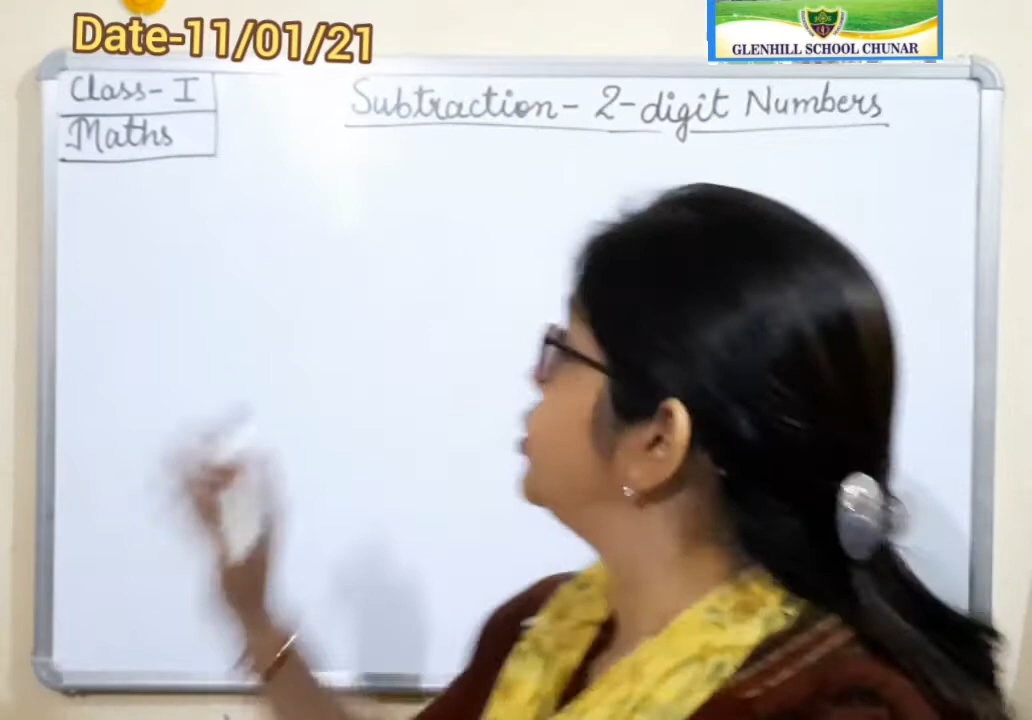 Date-11/01/21
GLENHILL SCHOOL CHUNAR
Class-I
Subtraction - 2-digit Numbers
Maths